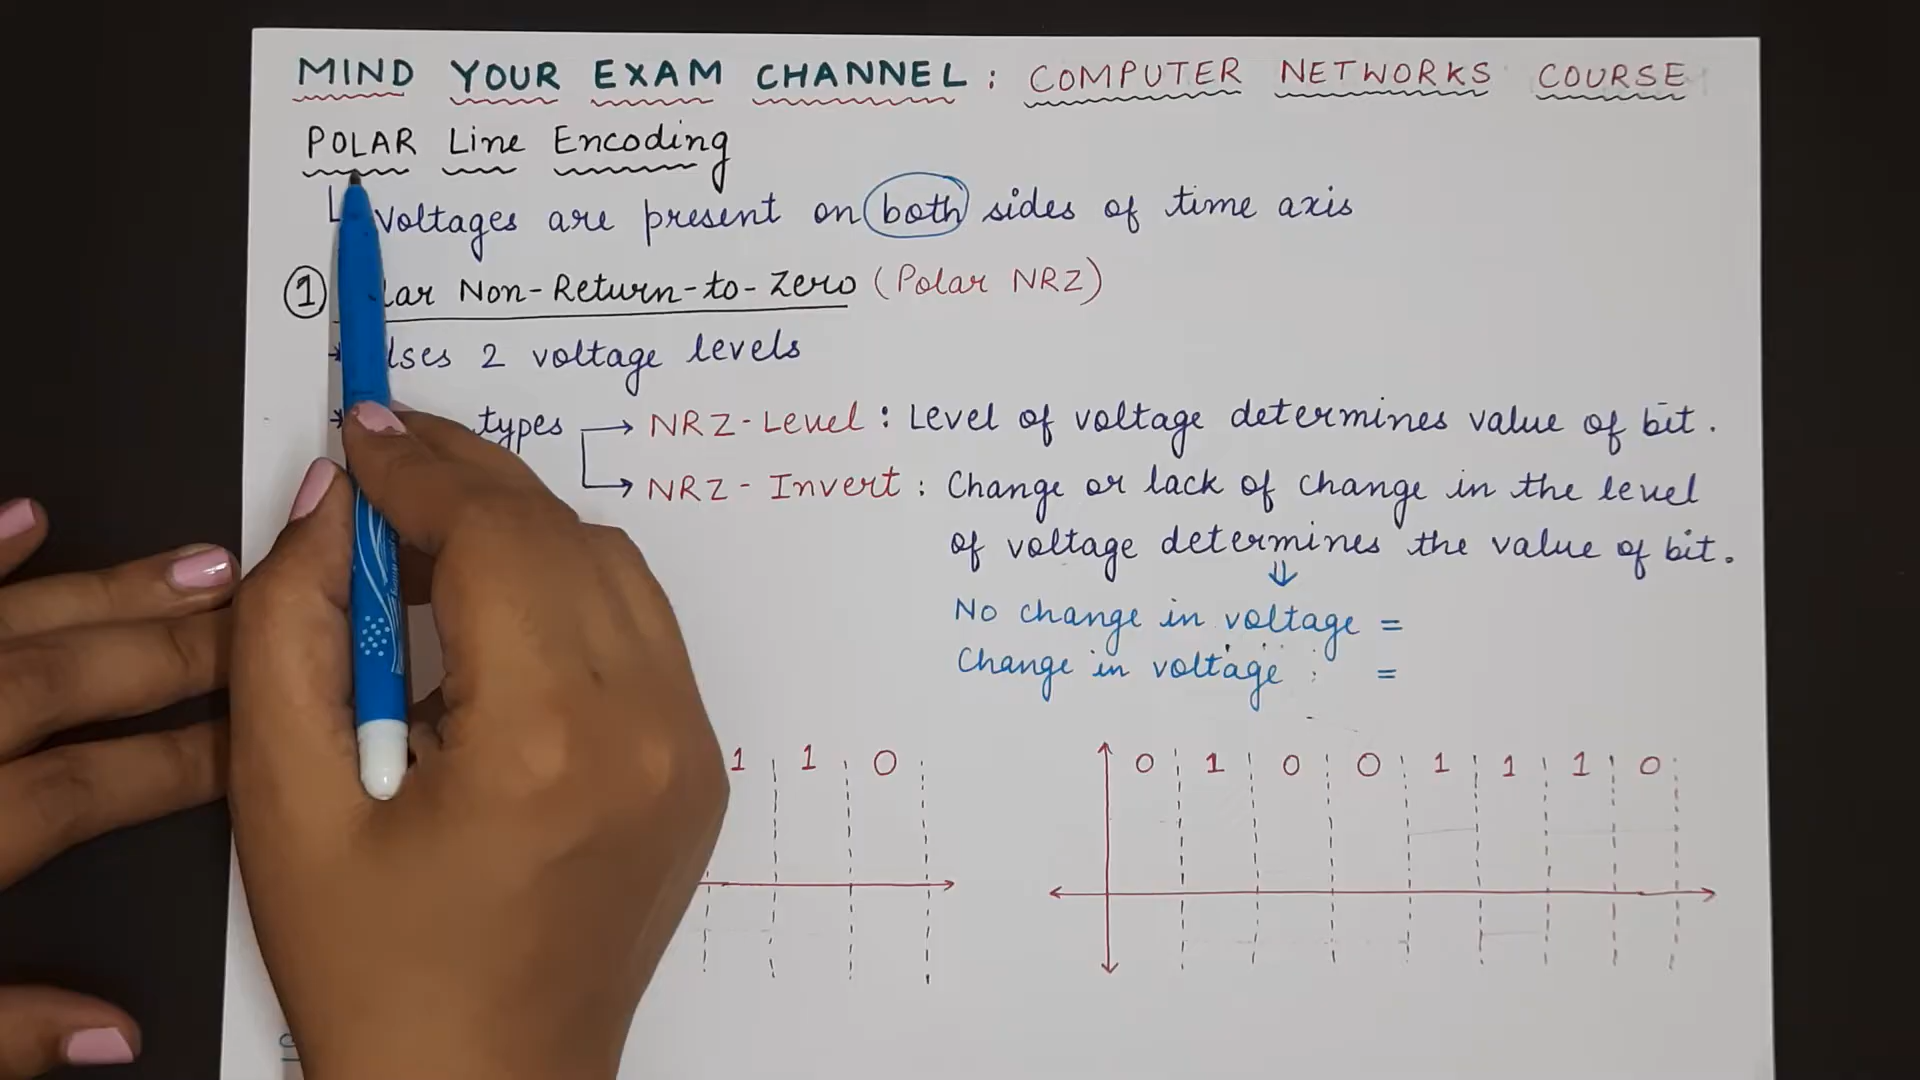 MIND YOUR EXAM CHANNEL : COMPUTER NETWORKS COURSE
POLAR Line Encoding
Voltages are present on both sides of time axis
1 Non-Return-to-Zero (Polar NRZ)
2 voltage levels
types → NRZ-Level : Level of voltage determines value of bit.
→ NRZ-Invert : Change or lack of change in the level
of voltage determines the value of bit.
⇓
No change in voltage =
Change in voltage : =
1 1 0
0 1 0 0 1 1 1 0